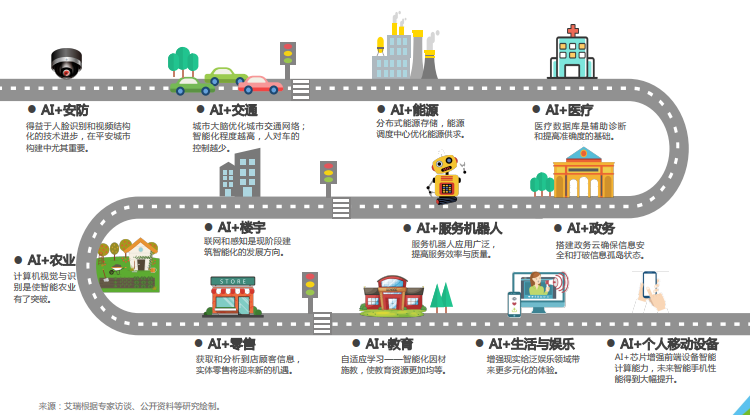 AI+安防
得益于人脸识别和视频结构
化的技术进步，在平安城市
构建中尤其重要。
AI+交通
城市大脑优化城市交通网络；
智能化程度越高，人对车的
控制越少。
AI+能源
分布式能源存储，能源
调度中心优化能源供求。
AI+医疗
医疗数据库是辅助诊断
和提高准确度的基础。
AI+楼宇
联网和感知是现阶段建
筑智能化的发展方向。
AI+服务机器人
服务机器人应用广泛，
提高服务效率与质量。
AI+政务
搭建政务云确保信息安
全和打破信息孤岛状态。
AI+农业
计算机视觉与识
别是使智能农业
有了突破。
STORE
AI+零售
获取和分析到店顾客信息，
实体零售将迎来新的机遇。
AI+教育
自适应学习——智能化因材
施教，使教育资源更加均等。
AI+生活与娱乐
增强现实给泛娱乐领域带
来更多元化的体验。
AI+个人移动设备
AI+芯片增强前端设备智能
计算能力，未来智能手机性
能得到大幅提升。
来源：艾瑞根据专家访谈、公开资料等研究绘制。